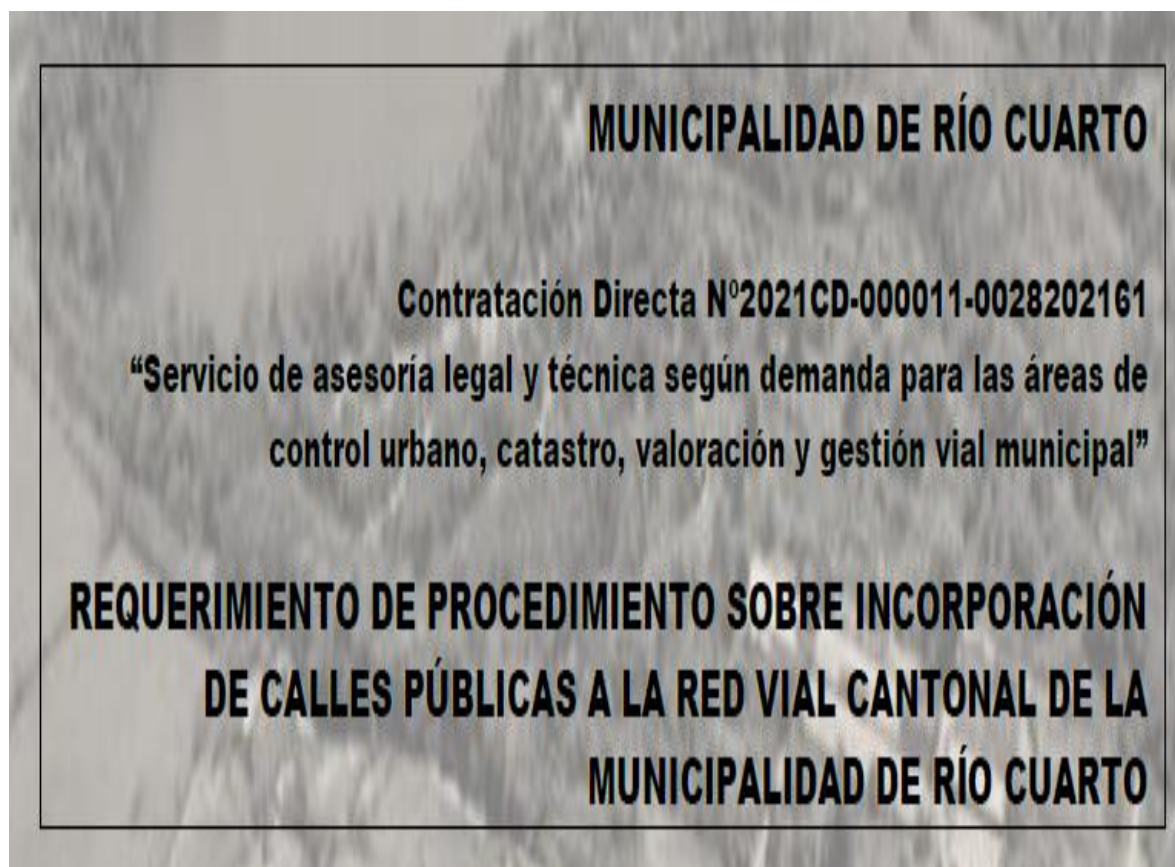 MUNICIPALIDAD DE RÍO CUARTO
Contratación Directa Nº2021CD-000011-0028202161
“Servicio de asesoría legal y técnica según demanda para las áreas de
control urbano, catastro, valoración y gestión vial municipal”
REQUERIMIENTO DE PROCEDIMIENTO SOBRE INCORPORACIÓN
DE CALLES PÚBLICAS A LA RED VIAL CANTONAL DE LA
MUNICIPALIDAD DE RÍO CUARTO